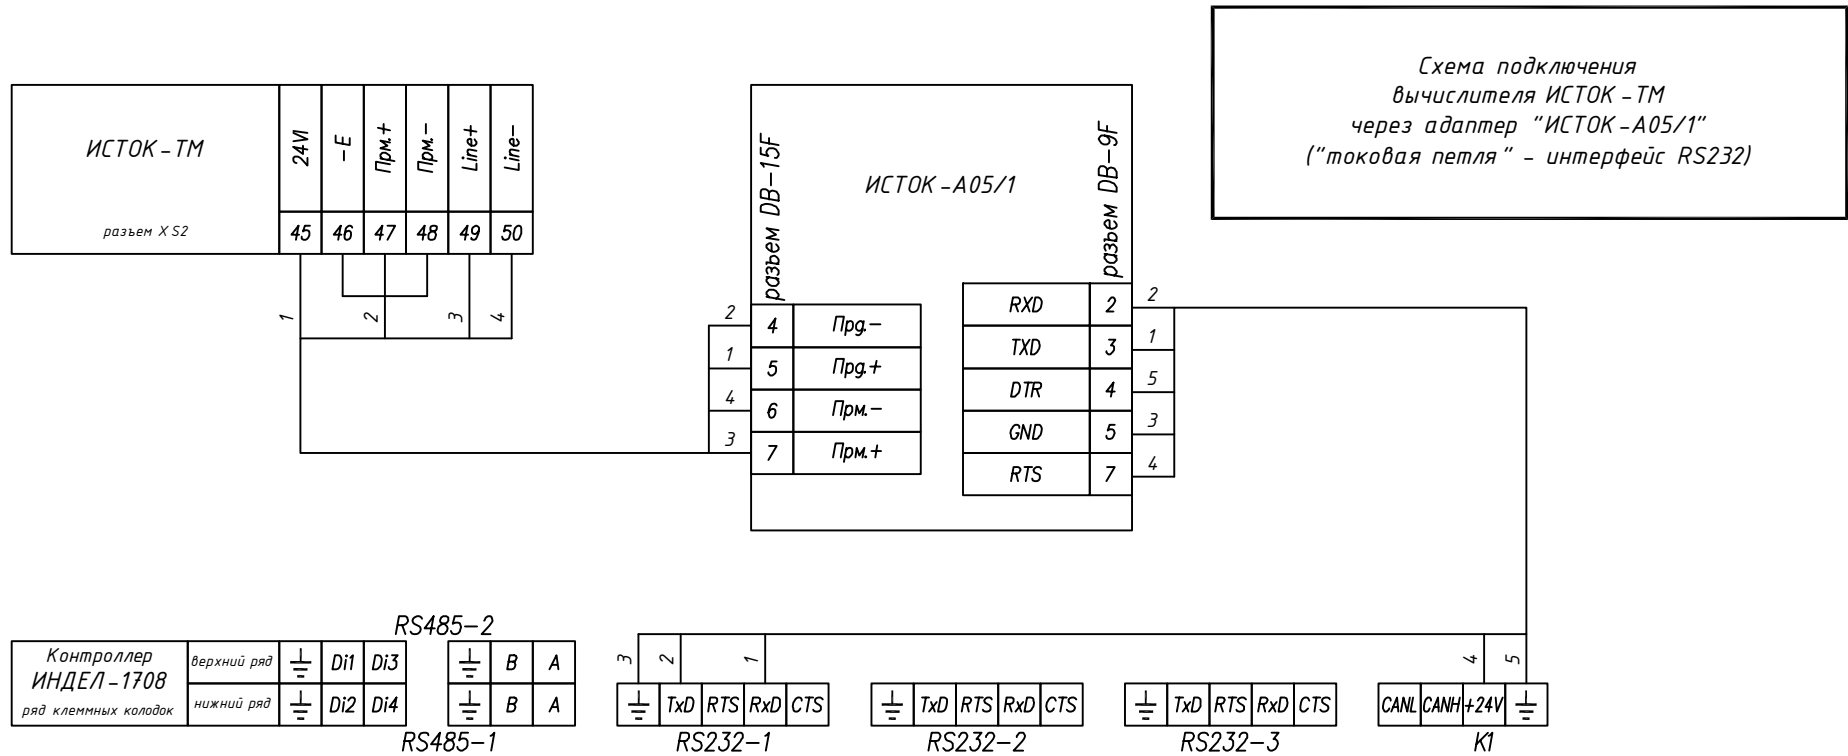 Схема подключения
вычислителя ИСТОК-ТМ
через адаптер "ИСТОК-А05/1"
("токовая петля" - интерфейс RS232)
ИСТОК-ТМ
разъем XS2
24VI
-E
Прм.+
Прм.-
Line+
Line-
45 46 47 48 49 50
1 2 3 4
разъем DB-15F
ИСТОК-А05/1
разъем DB-9F
2 4 Прд.-
1 5 Прд.+
4 6 Прм.-
3 7 Прм.+
RXD 2 2
TXD 3 1
DTR 4 5
GND 5 3
RTS 7 4
Контроллер
ИНДЕЛ-1708
ряд клеммных колодок
верхний ряд Di1 Di3
нижний ряд Di2 Di4
RS485-2
B A
B A
RS485-1
3 2 1
TxD RTS RxD CTS
RS232-1
TxD RTS RxD CTS
RS232-2
TxD RTS RxD CTS
RS232-3
4 5
CANL CANH +24V
K1